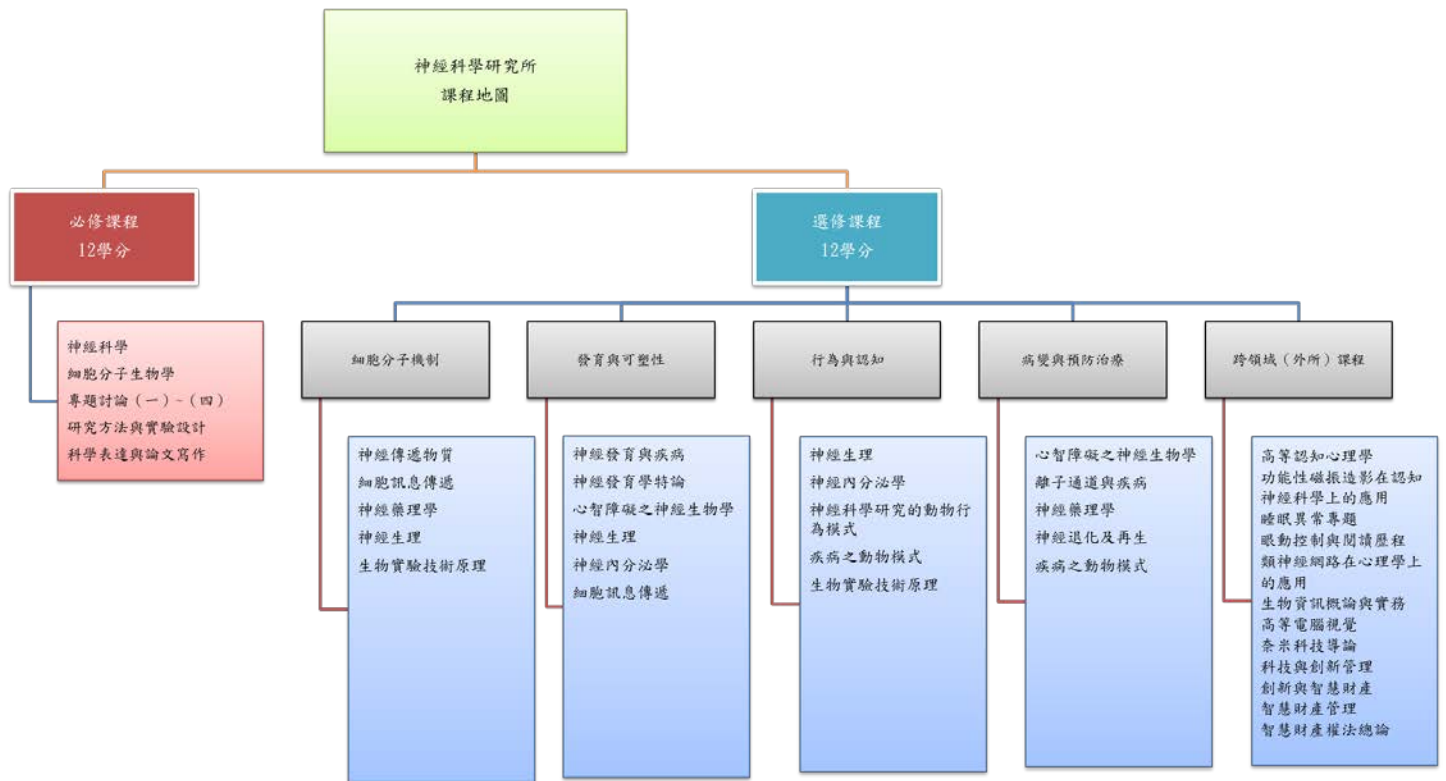 神經科學研究所
課程地圖
必修課程
12學分
選修課程
12學分
神經科學
細胞分子生物學
專題討論（一）-（四）
研究方法與實驗設計
科學表達與論文寫作
細胞分子機制
神經傳遞物質
細胞訊息傳遞
神經藥理學
神經生理
生物實驗技術原理
發育與可塑性
神經發育與疾病
神經發育學特論
心智障礙之神經生物學
神經生理
神經內分泌學
細胞訊息傳遞
行為與認知
神經生理
神經內分泌學
神經科學研究的動物行
為模式
疾病之動物模式
生物實驗技術原理
病變與預防治療
心智障礙之神經生物學
離子通道與疾病
神經藥理學
神經退化及再生
疾病之動物模式
跨領域（外所）課程
高等認知心理學
功能性磁振造影在認知
神經科學上的應用
睡眠異常專題
眼動控制與閱讀歷程
類神經網路在心理學上
的應用
生物資訊概論與實務
高等電腦視覺
奈米科技導論
科技與創新管理
創新與智慧財產
智慧財產管理
智慧財產權法總論